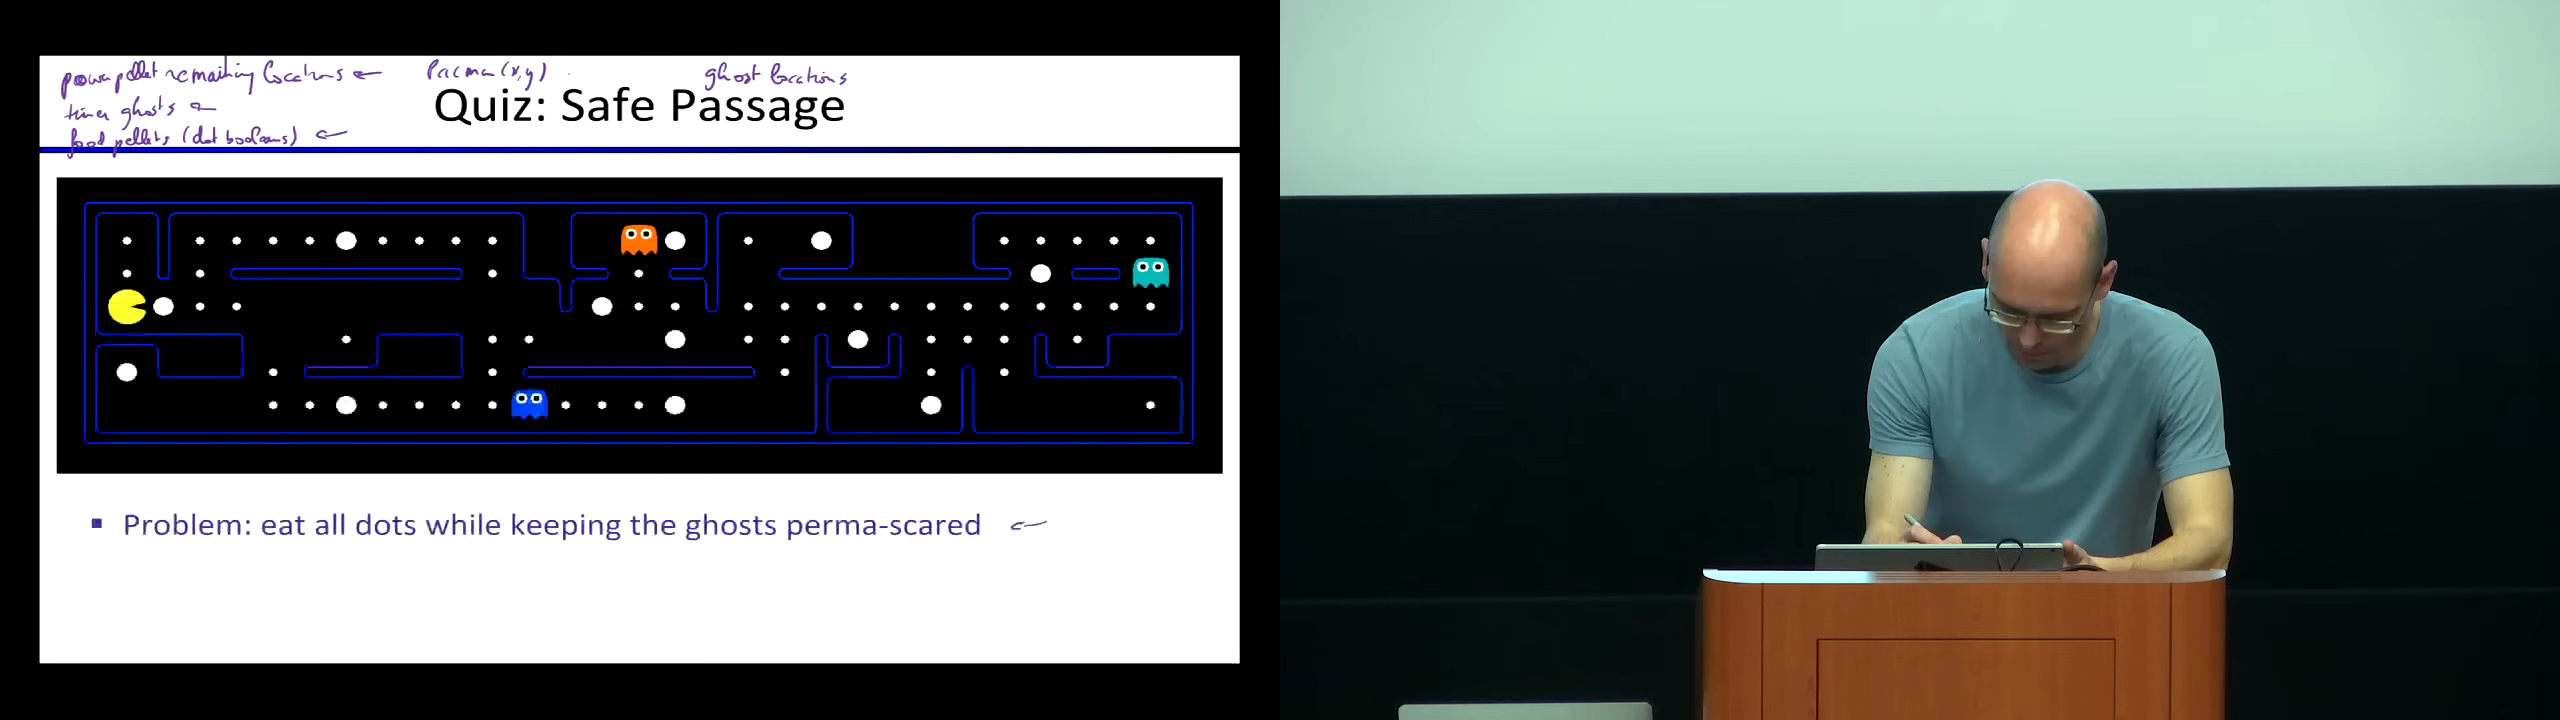 power pellet remaining locations ←
Pacman (x,y)
ghost locations
timer ghosts ←
food pellets (dot booleans) ←
Quiz: Safe Passage
▪ Problem: eat all dots while keeping the ghosts perma-scared ←